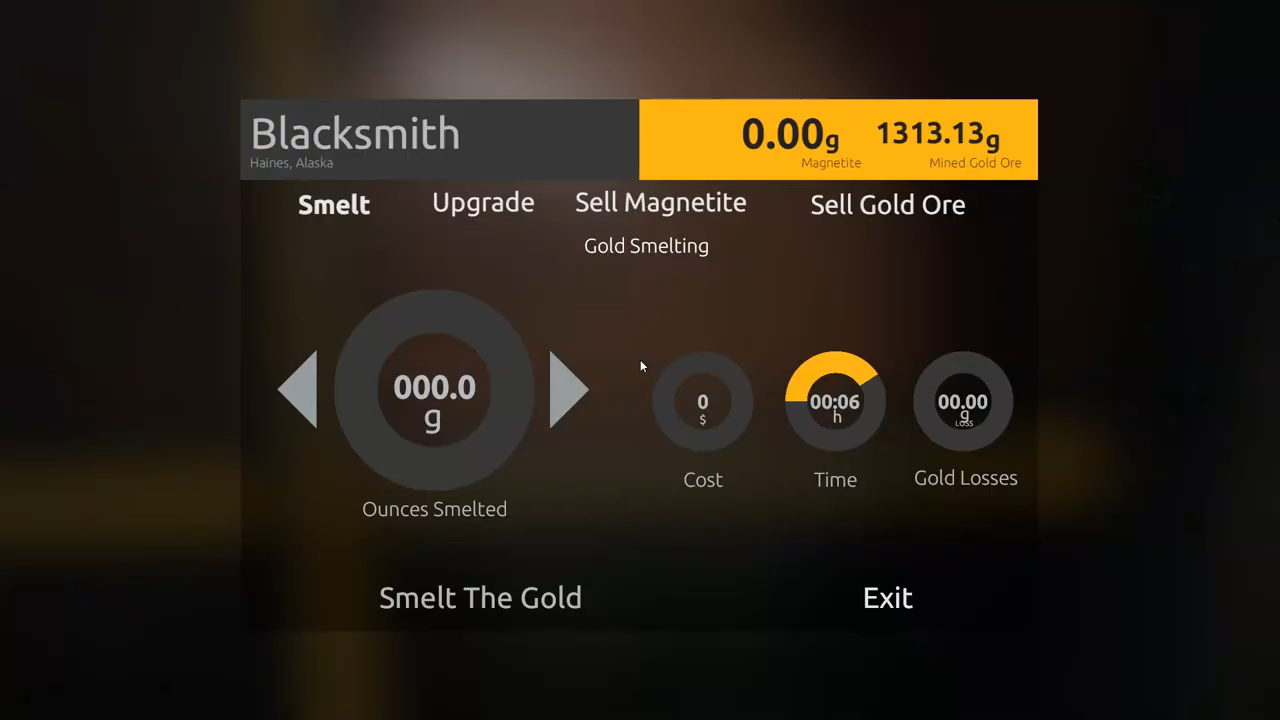 Blacksmith
Haines, Alaska
0.00g
Magnetite
1313.13g
Mined Gold Ore
Smelt
Upgrade
Sell Magnetite
Sell Gold Ore
Gold Smelting
000.0
g
Ounces Smelted
0
$
Cost
00:06
h
Time
00.00
g
LOSS
Gold Losses
Smelt The Gold
Exit